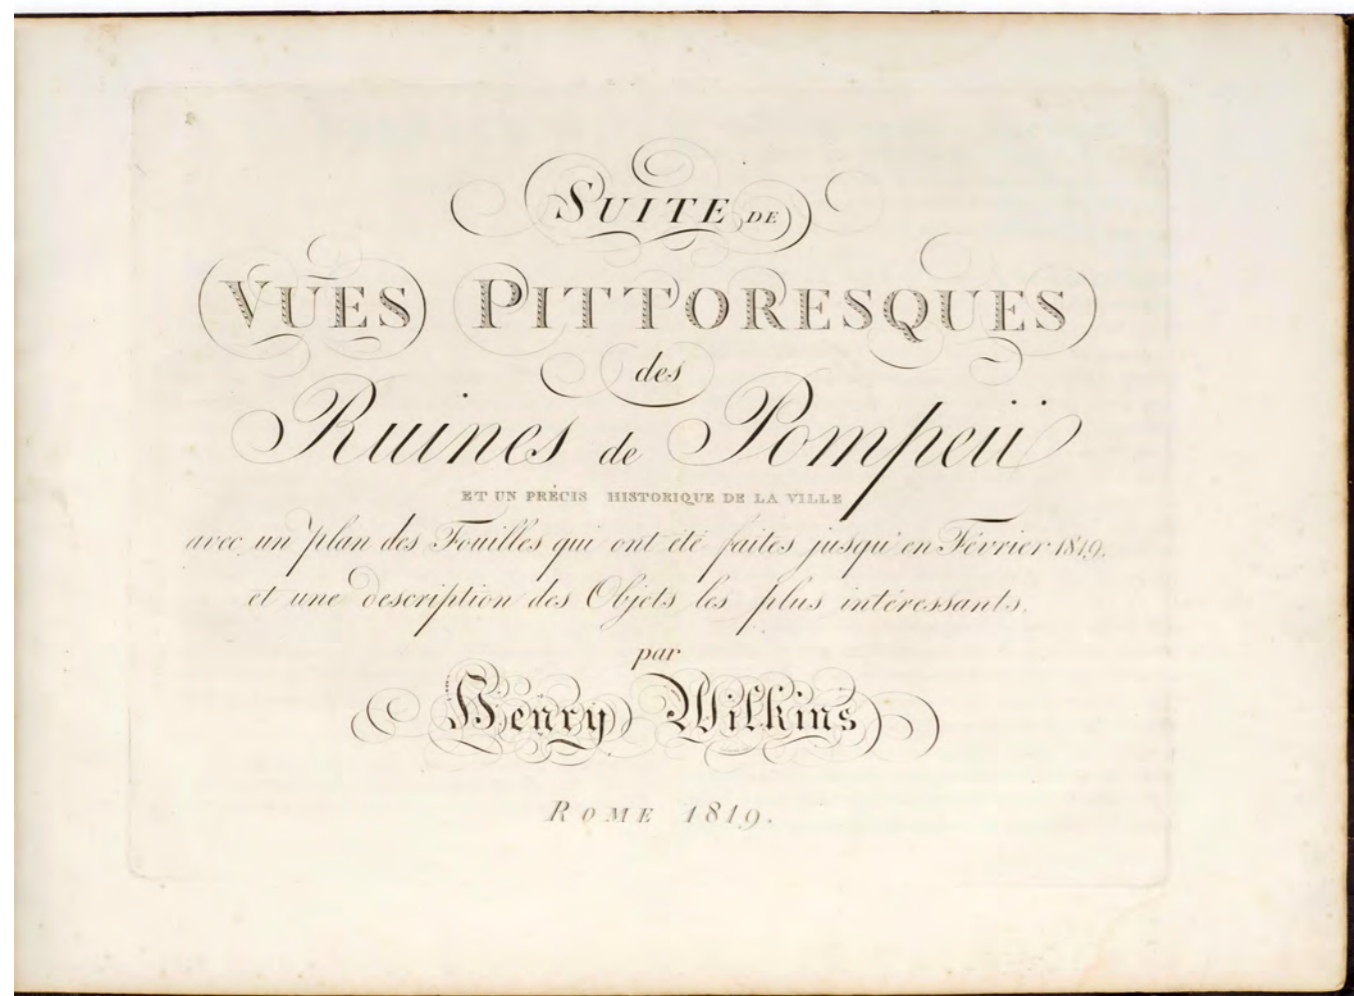 SUITE DE
VUES PITTORESQUES
des
Ruines de Pompeii
ET UN PRÉCIS HISTORIQUE DE LA VILLE
avec un plan des Fouilles qui ont été faites jusqu'en Février 1819.
et une description des Objets les plus intéressants.
par
Henry Wilkins
ROME 1819.